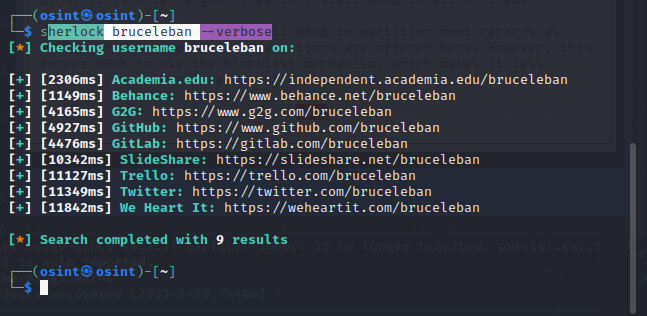 ┌──(osint㉿osint)-[~]
└─$ sherlock bruceleban --verbose
[*] Checking username bruceleban on:
[+] [2306ms] Academia.edu: https://independent.academia.edu/bruceleban
[+] [1149ms] Behance: https://www.behance.net/bruceleban
[+] [4165ms] G2G: https://www.g2g.com/bruceleban
[+] [4927ms] GitHub: https://www.github.com/bruceleban
[+] [4476ms] GitLab: https://gitlab.com/bruceleban
[+] [10342ms] SlideShare: https://slideshare.net/bruceleban
[+] [11127ms] Trello: https://trello.com/bruceleban
[+] [11349ms] Twitter: https://twitter.com/bruceleban
[+] [11842ms] We Heart It: https://weheartit.com/bruceleban
[*] Search completed with 9 results
┌──(osint㉿osint)-[~]
└─$